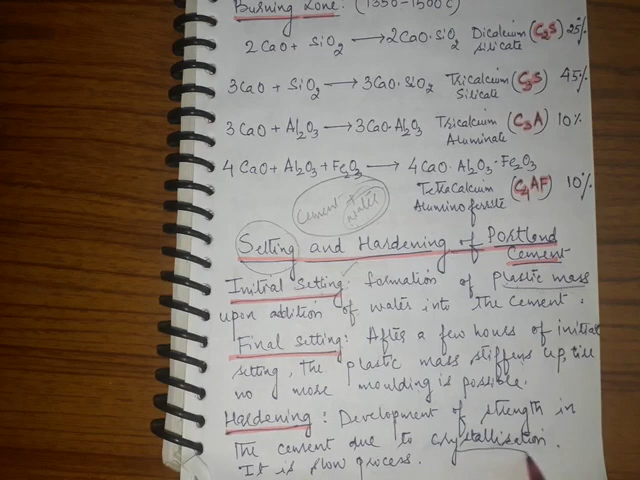 Burning Zone: (1350-1500°C)
2CaO + SiO2 → 2CaO·SiO2 Dicalcium (C2S) 25%
silicate
3CaO + SiO2 → 3CaO·SiO2 Tricalcium (C3S) 45%
Silicate
3CaO + Al2O3 → 3CaO·Al2O3 Tricalcium (C3A) 10%
Aluminate
4CaO + Al2O3 + Fe2O3 → 4CaO·Al2O3·Fe2O3
Tetracalcium (C4AF) 10%
Aluminoferrite
Cement + water
Setting and Hardening of Portland
Cement
Initial Setting: formation of plastic mass
upon addition of water into the cement.
Final Setting: After a few hours of initial
setting, the plastic mass stiffens up, till
no more moulding is possible.
Hardening: Development of strength in
the cement due to crystallisation.
It is slow process.